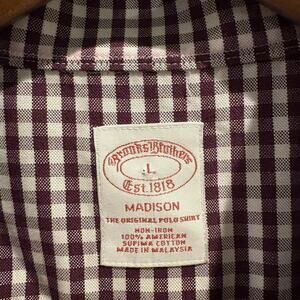 Brooks Brothers
L
Est. 1818
MADISON
THE ORIGINAL POLO SHIRT
NON-IRON
100% AMERICAN
SUPIMA COTTON
MADE IN MALAYSIA